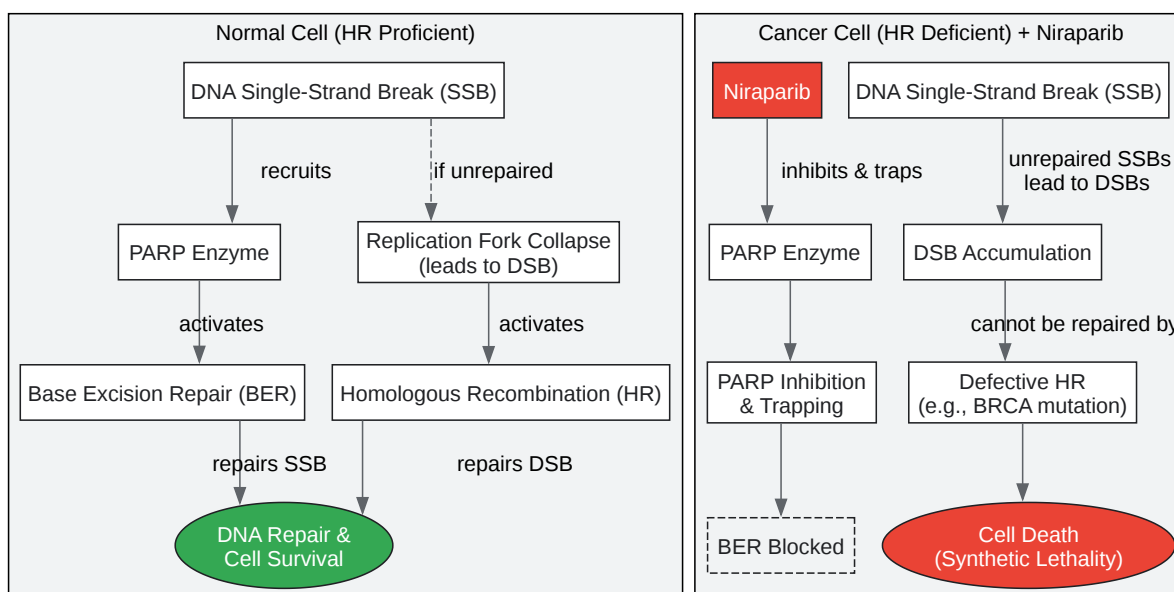 Normal Cell (HR Proficient)
DNA Single-Strand Break (SSB)
recruits
if unrepaired
PARP Enzyme
Replication Fork Collapse
(leads to DSB)
activates
activates
Base Excision Repair (BER)
Homologous Recombination (HR)
repairs SSB
repairs DSB
DNA Repair &
Cell Survival
Cancer Cell (HR Deficient) + Niraparib
Niraparib
DNA Single-Strand Break (SSB)
inhibits & traps
unrepaired SSBs
lead to DSBs
PARP Enzyme
DSB Accumulation
cannot be repaired by
PARP Inhibition
& Trapping
Defective HR
(e.g., BRCA mutation)
BER Blocked
Cell Death
(Synthetic Lethality)